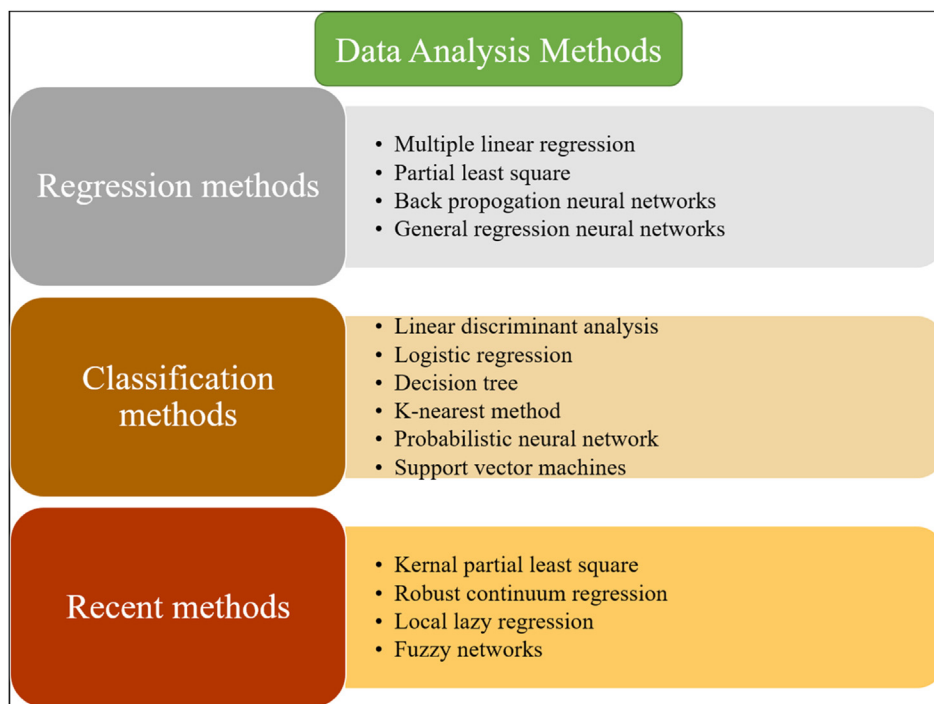 Data Analysis Methods
Regression methods
• Multiple linear regression
• Partial least square
• Back propogation neural networks
• General regression neural networks
Classification
methods
• Linear discriminant analysis
• Logistic regression
• Decision tree
• K-nearest method
• Probabilistic neural network
• Support vector machines
Recent methods
• Kernal partial least square
• Robust continuum regression
• Local lazy regression
• Fuzzy networks